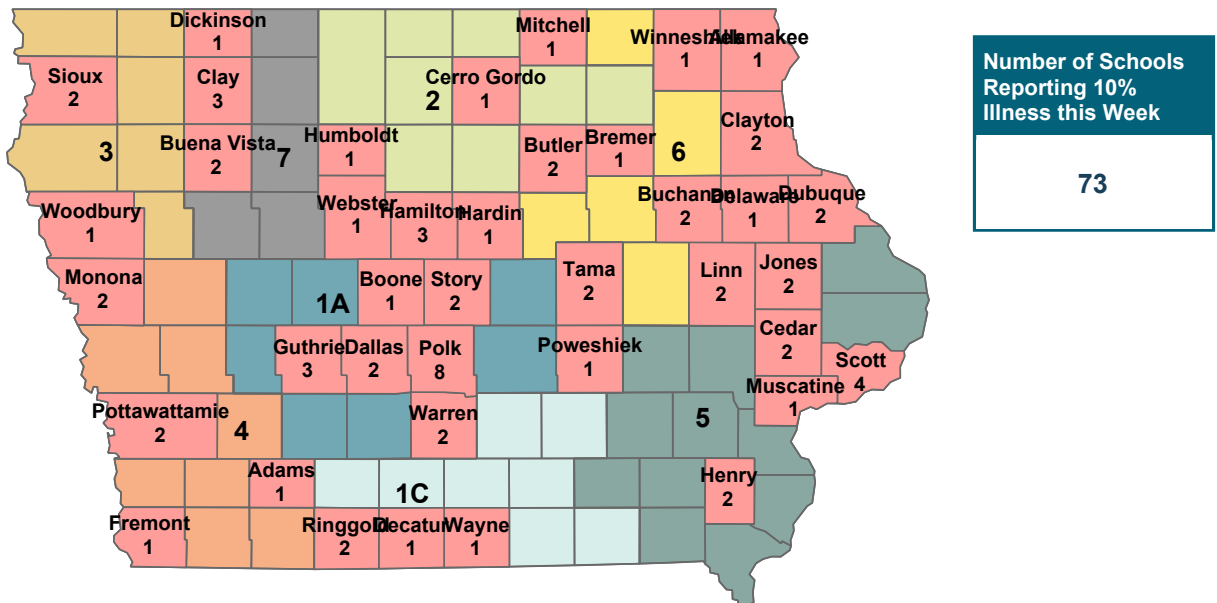 Dickinson
1
Mitchell
1
Winneshiek
1
Allamakee
1
Sioux
2
Clay
3
2
Cerro Gordo
1
3
Buena Vista
2
7
Humboldt
1
Butler
2
Bremer
1
6
Clayton
2
Woodbury
1
Webster
1
Hamilton
3
Hardin
1
Buchanan
2
Delaware
1
Dubuque
2
Monona
2
1A
Boone
1
Story
2
Tama
2
Linn
2
Jones
2
Guthrie
3
Dallas
2
Polk
8
Poweshiek
1
Cedar
2
Scott
4
Muscatine
1
Pottawattamie
2
4
Warren
2
5
Adams
1
1C
Henry
2
Fremont
1
Ringgold
2
Decatur
1
Wayne
1
Number of Schools
Reporting 10%
Illness this Week
73